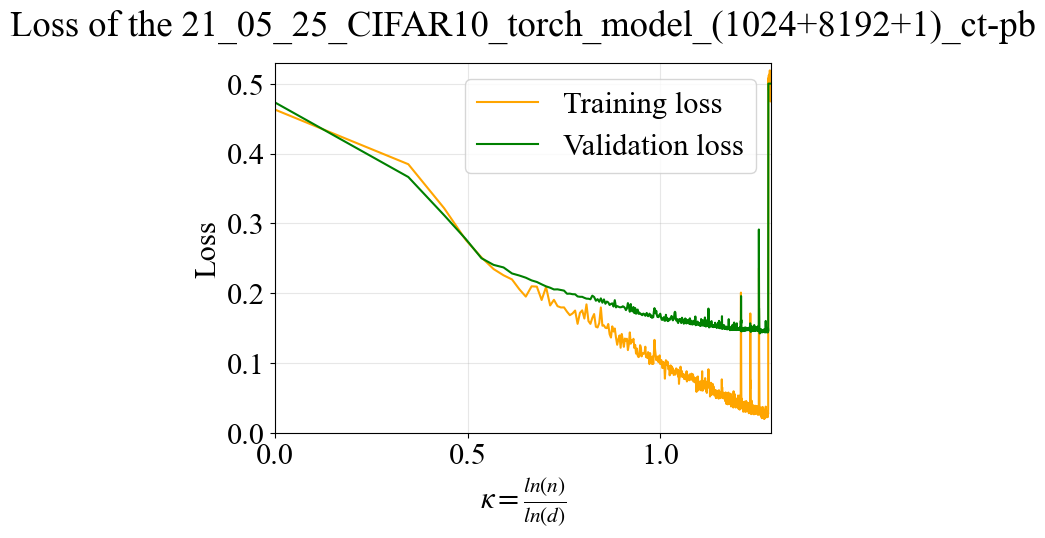 Loss of the 21_05_25_CIFAR10_torch_model_(1024+8192+1)_ct-pb
Training loss
Validation loss
Loss
0.5
0.4
0.3
0.2
0.1
0.0
0.0 0.5 1.0
κ = ln(n)/ln(d)